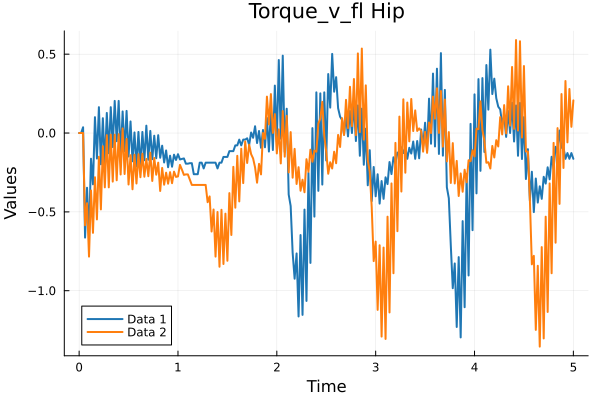 Torque_v_fl Hip
Values
0.5
0.0
−0.5
−1.0
Data 1
Data 2
0 1 2 3 4 5
Time